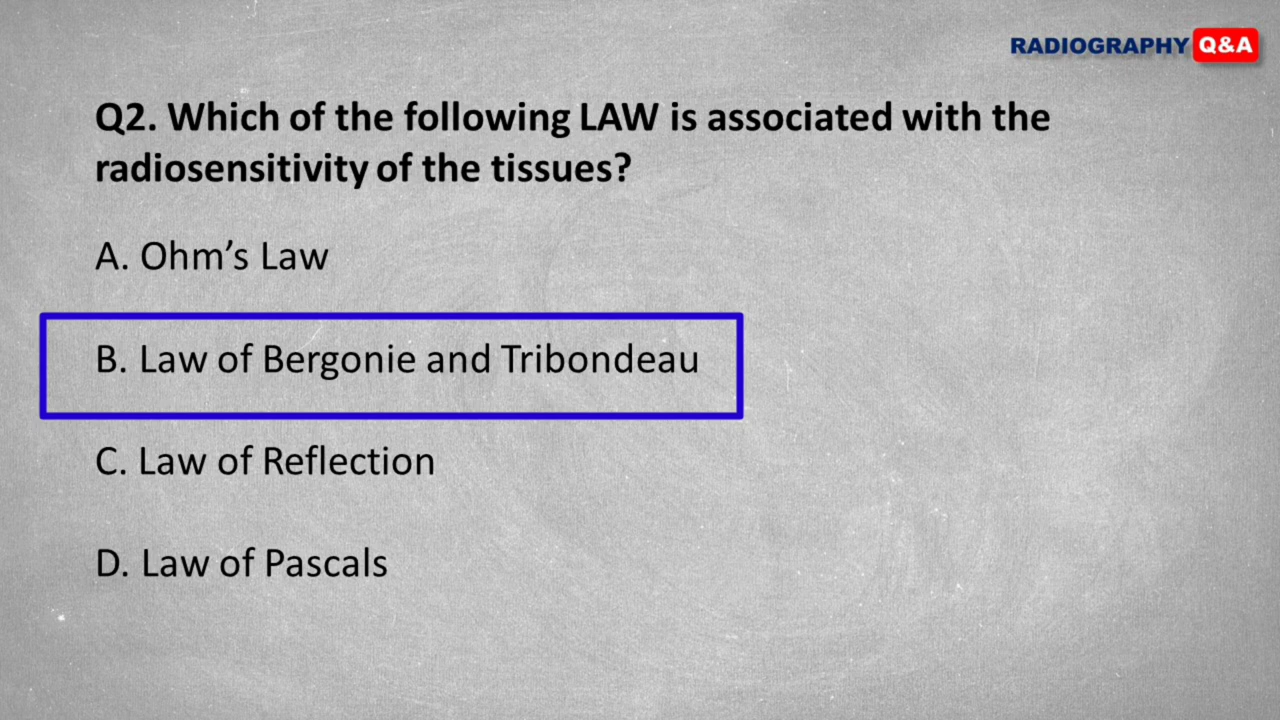 RADIOGRAPHY Q&A
Q2. Which of the following LAW is associated with the
radiosensitivity of the tissues?
A. Ohm’s Law
B. Law of Bergonie and Tribondeau
C. Law of Reflection
D. Law of Pascals